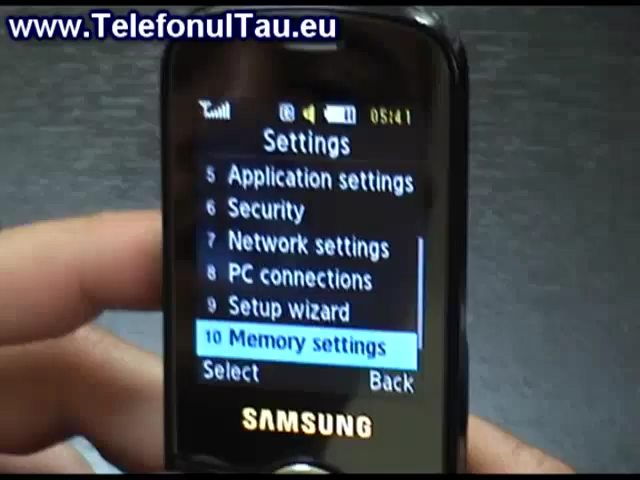 www.TelefonulTau.eu
05:41
Settings
5 Application settings
6 Security
7 Network settings
8 PC connections
9 Setup wizard
10 Memory settings
Select Back
SAMSUNG